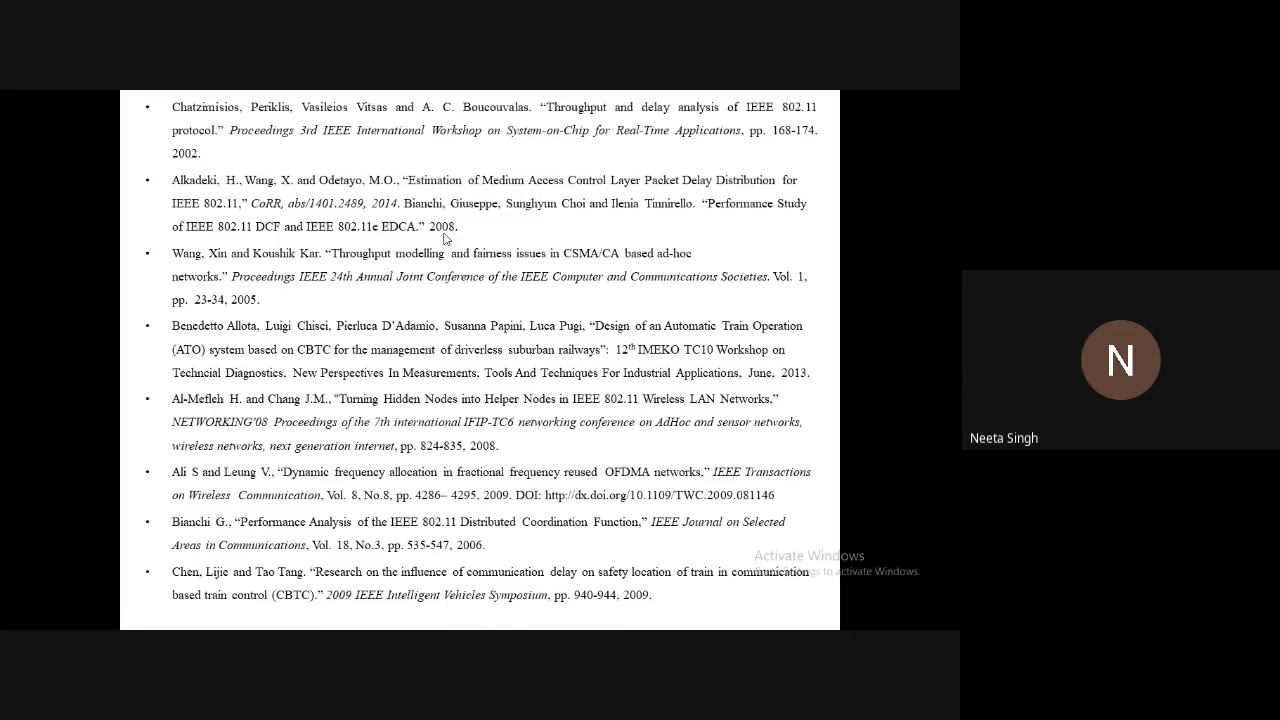 • Chatzimisios, Periklis, Vasileios Vitsas and A. C. Boucouvalas. “Throughput and delay analysis of IEEE 802.11
protocol.” Proceedings 3rd IEEE International Workshop on System-on-Chip for Real-Time Applications, pp. 168-174.
2002.
• Alkadeki, H., Wang, X. and Odetayo, M.O., “Estimation of Medium Access Control Layer Packet Delay Distribution for
IEEE 802.11,” CoRR, abs/1401.2489, 2014. Bianchi, Giuseppe, Sunghyun Choi and Ilenia Tinnirello. “Performance Study
of IEEE 802.11 DCF and IEEE 802.11e EDCA.” 2008.
• Wang, Xin and Koushik Kar. “Throughput modelling and fairness issues in CSMA/CA based ad-hoc
networks.” Proceedings IEEE 24th Annual Joint Conference of the IEEE Computer and Communications Societies. Vol. 1,
pp. 23-34, 2005.
• Benedetto Allota, Luigi Chisci, Pierluca D’Adamio, Susanna Papini, Luca Pugi, “Design of an Automatic Train Operation
(ATO) system based on CBTC for the management of driverless suburban railways”: 12th IMEKO TC10 Workshop on
Techncial Diagnostics, New Perspectives In Measurements, Tools And Techniques For Industrial Applications, June, 2013.
• Al-Mefleh H. and Chang J.M., "Turning Hidden Nodes into Helper Nodes in IEEE 802.11 Wireless LAN Networks,”
NETWORKING'08 Proceedings of the 7th international IFIP-TC6 networking conference on AdHoc and sensor networks,
wireless networks, next generation internet, pp. 824-835, 2008.
• Ali S and Leung V., “Dynamic frequency allocation in fractional frequency reused OFDMA networks,” IEEE Transactions
on Wireless Communication, Vol. 8, No.8, pp. 4286– 4295, 2009. DOI: http://dx.doi.org/10.1109/TWC.2009.081146
• Bianchi G., “Performance Analysis of the IEEE 802.11 Distributed Coordination Function,” IEEE Journal on Selected
Areas in Communications, Vol. 18, No.3, pp. 535-547, 2006.
• Chen, Lijie and Tao Tang. “Research on the influence of communication delay on safety location of train in communication
based train control (CBTC).” 2009 IEEE Intelligent Vehicles Symposium, pp. 940-944, 2009.
Activate Windows
to activate Windows.
N
Neeta Singh